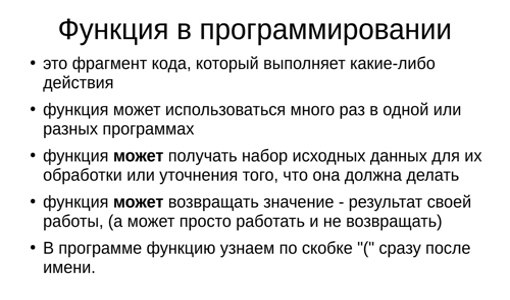 Функция в программировании
• это фрагмент кода, который выполняет какие-либо
действия
• функция может использоваться много раз в одной или
разных программах
• функция может получать набор исходных данных для их
обработки или уточнения того, что она должна делать
• функция может возвращать значение - результат своей
работы, (а может просто работать и не возвращать)
• В программе функцию узнаем по скобке "(" сразу после
имени.